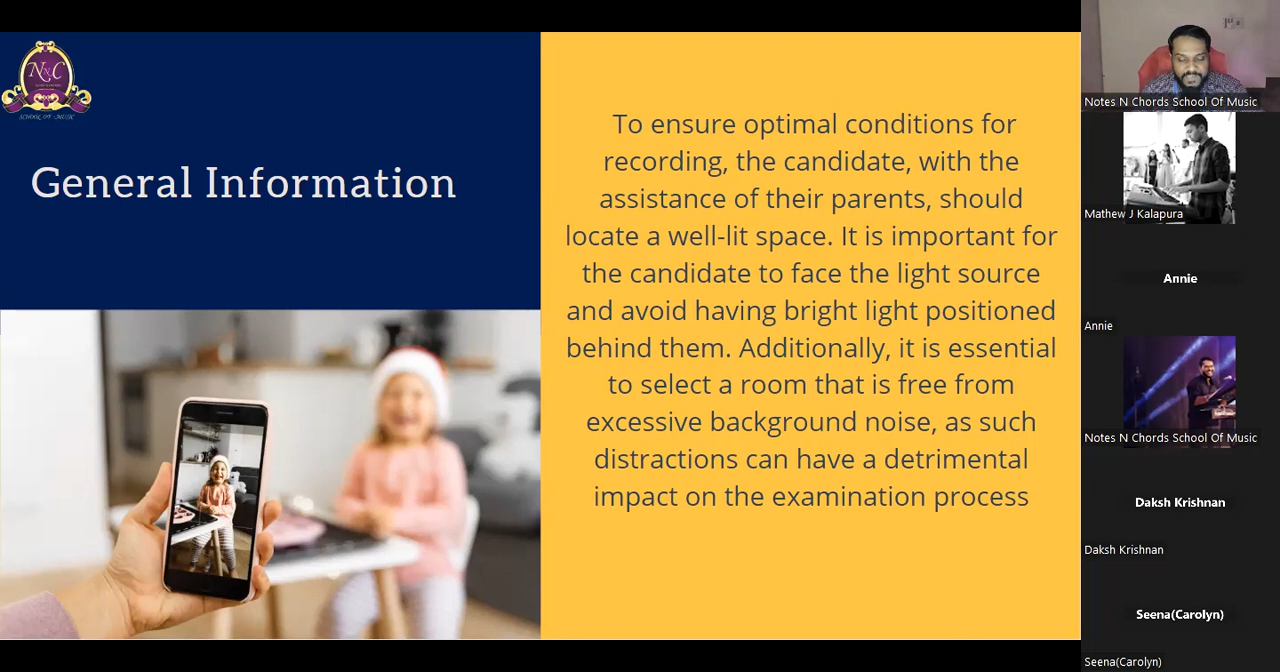 NxC
SCHOOL OF MUSIC
General Information
To ensure optimal conditions for
recording, the candidate, with the
assistance of their parents, should
locate a well-lit space. It is important for
the candidate to face the light source
and avoid having bright light positioned
behind them. Additionally, it is essential
to select a room that is free from
excessive background noise, as such
distractions can have a detrimental
impact on the examination process
Notes N Chords School Of Music
Mathew J Kalapura
Annie
Annie
Notes N Chords School Of Music
Daksh Krishnan
Daksh Krishnan
Seena(Carolyn)
Seena(Carolyn)